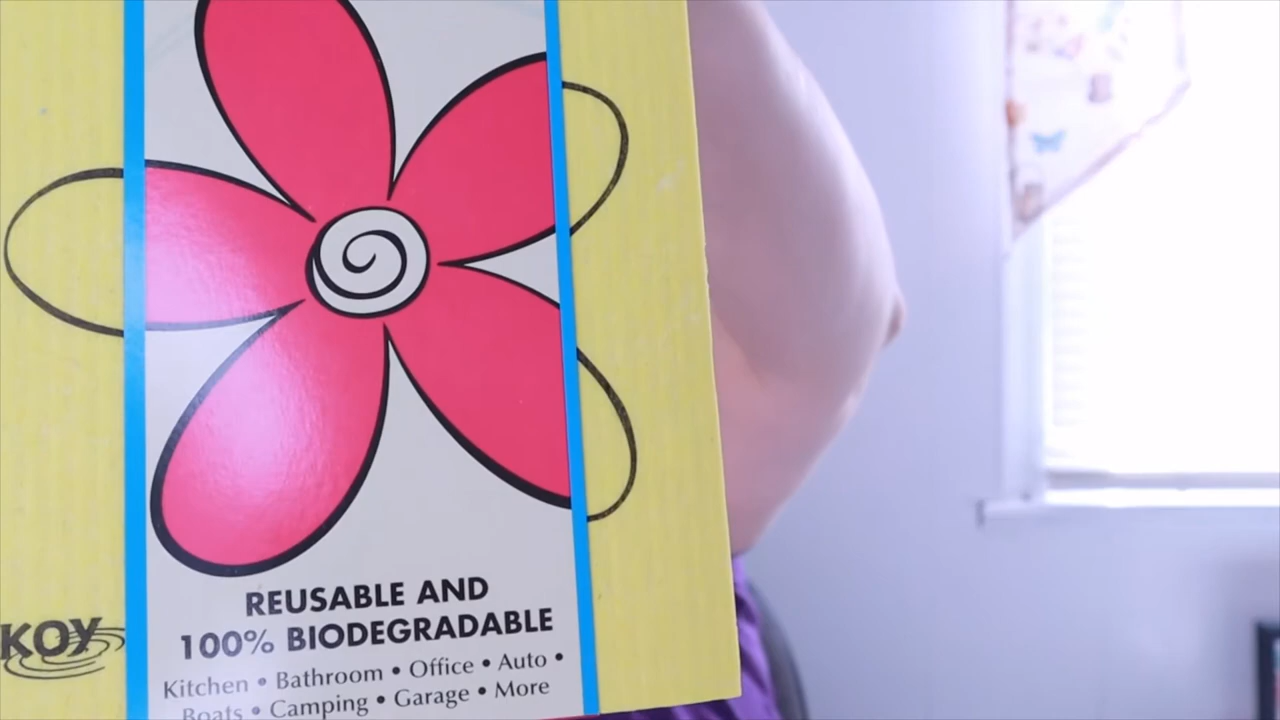 KOY
REUSABLE AND
100% BIODEGRADABLE
Kitchen • Bathroom • Office • Auto •
Boats • Camping • Garage • More